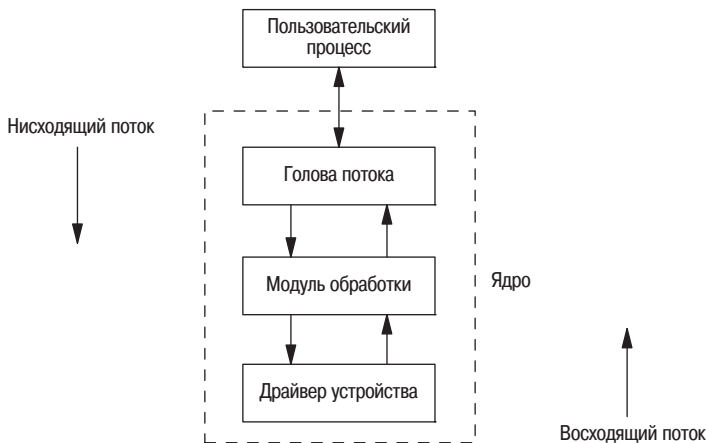 Пользовательский
процесс
Нисходящий поток
Голова потока
Модуль обработки
Ядро
Драйвер устройства
Восходящий поток